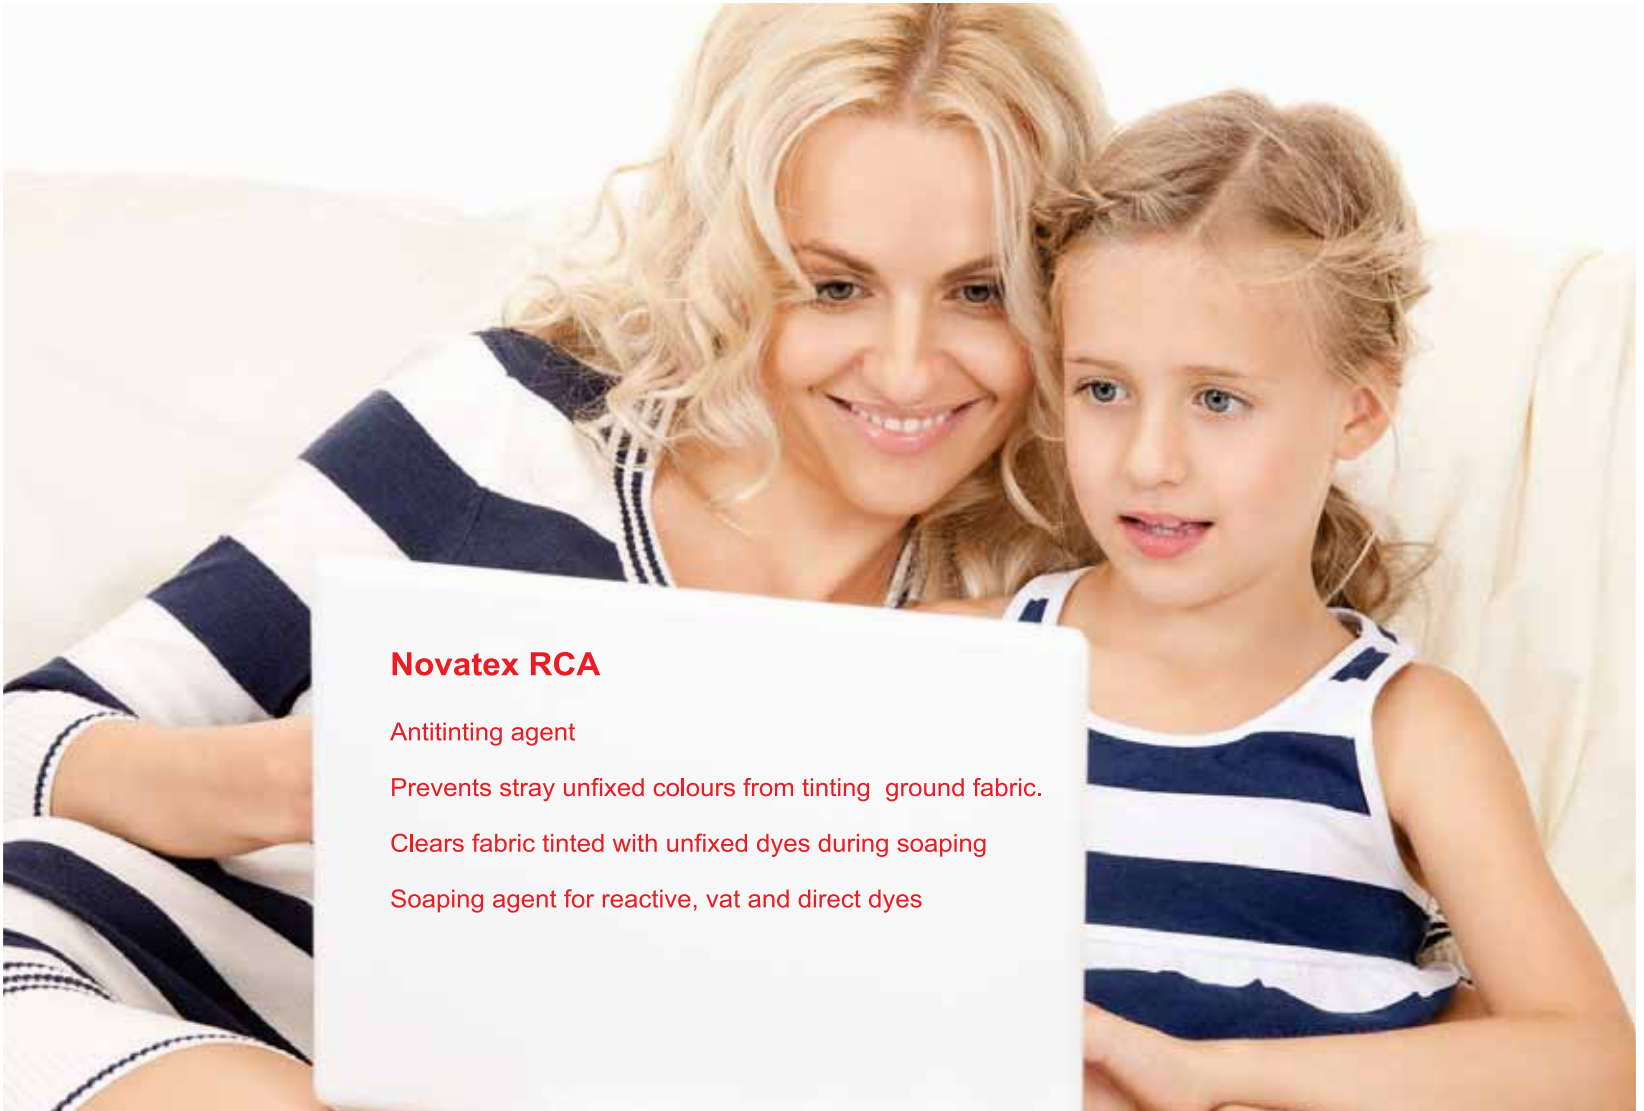 Novatex RCA
Antitinting agent
Prevents stray unfixed colours from tinting  ground fabric.
Clears fabric tinted with unfixed dyes during soaping
Soaping agent for reactive, vat and direct dyes